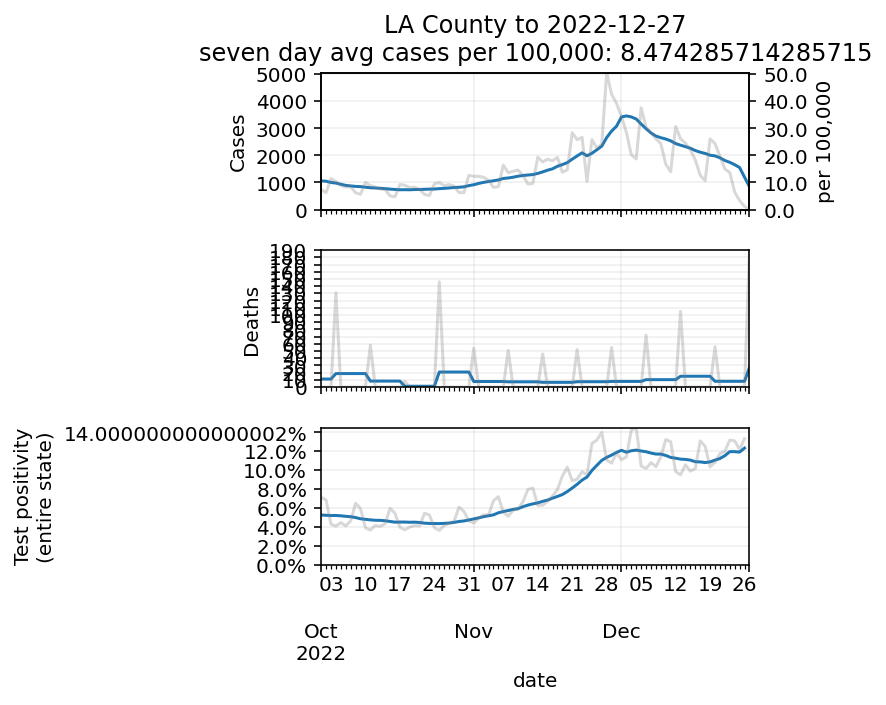 LA County to 2022-12-27
seven day avg cases per 100,000: 8.474285714285715
5000
4000
3000
2000
1000
0
Cases
50.0
40.0
30.0
20.0
10.0
0.0
per 100,000
190
0
Deaths
14.000000000000002%
12.0%
10.0%
8.0%
6.0%
4.0%
2.0%
0.0%
Test positivity
(entire state)
03 10 17 24 31 07 14 21 28 05 12 19 26
Oct Nov Dec
2022
date